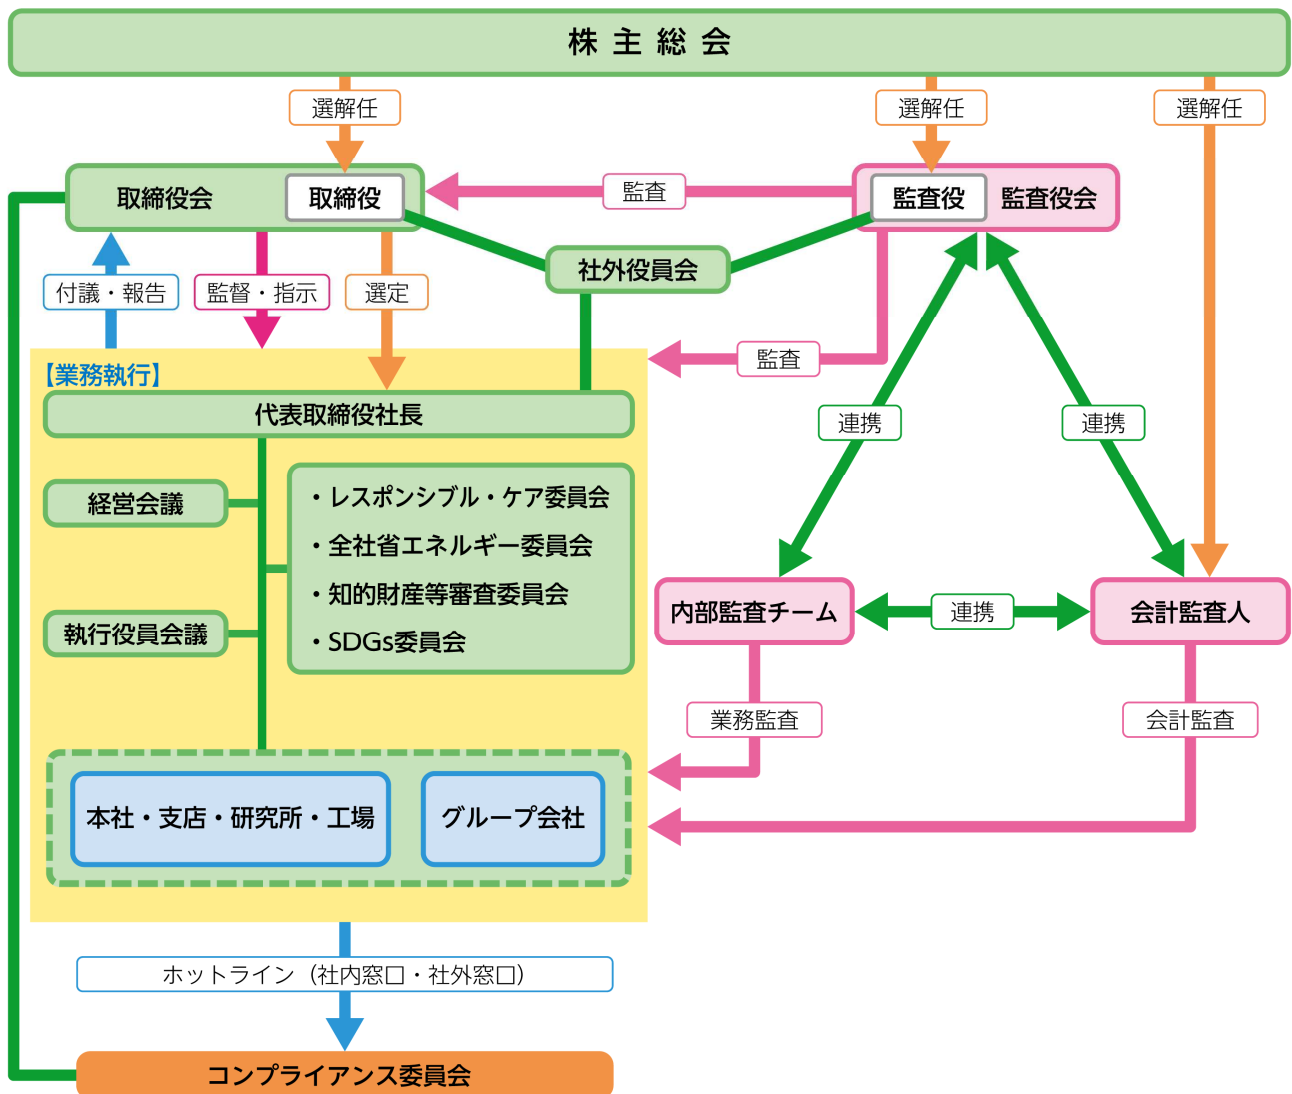 株主総会
選解任
選解任
選解任
取締役会
取締役
監査
監査役
監査役会
社外役員会
付議・報告
監督・指示
選定
監査
【業務執行】
代表取締役社長
連携
連携
経営会議
・レスポンシブル・ケア委員会
・全社省エネルギー委員会
・知的財産等審査委員会
・SDGs委員会
執行役員会議
内部監査チーム
連携
会計監査人
業務監査
会計監査
本社・支店・研究所・工場
グループ会社
ホットライン（社内窓口・社外窓口）
コンプライアンス委員会